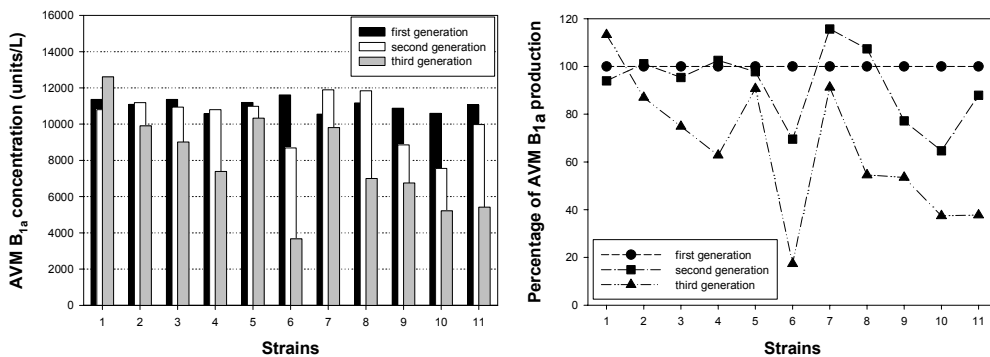 AVM B1a concentration (units/L)
16000
14000
12000
10000
8000
6000
4000
2000
0
first generation
second generation
third generation
1 2 3 4 5 6 7 8 9 10 11
Strains
Percentage of AVM B1a production
120
100
80
60
40
20
0
first generation
second generation
third generation
1 2 3 4 5 6 7 8 9 10 11
Strains